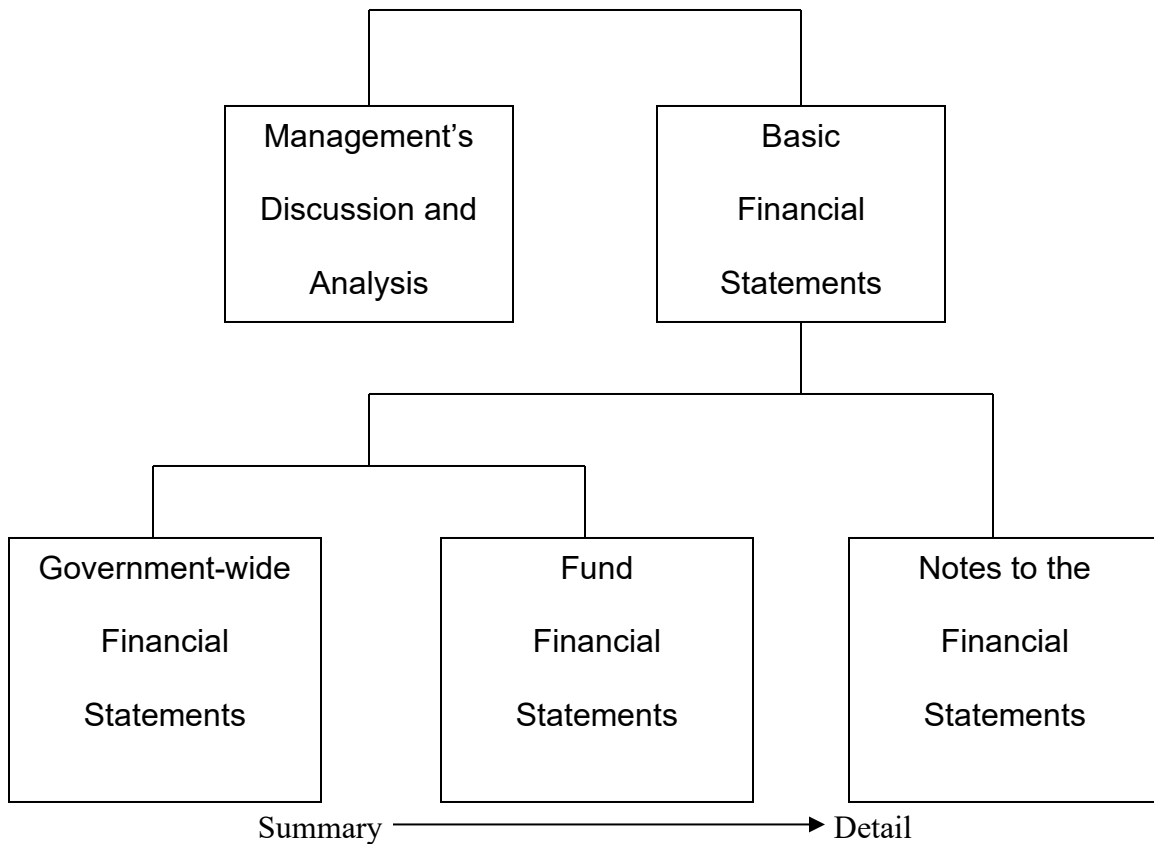 Management’s
Discussion and
Analysis
Basic
Financial
Statements
Government-wide
Financial
Statements
Fund
Financial
Statements
Notes to the
Financial
Statements
Summary
Detail